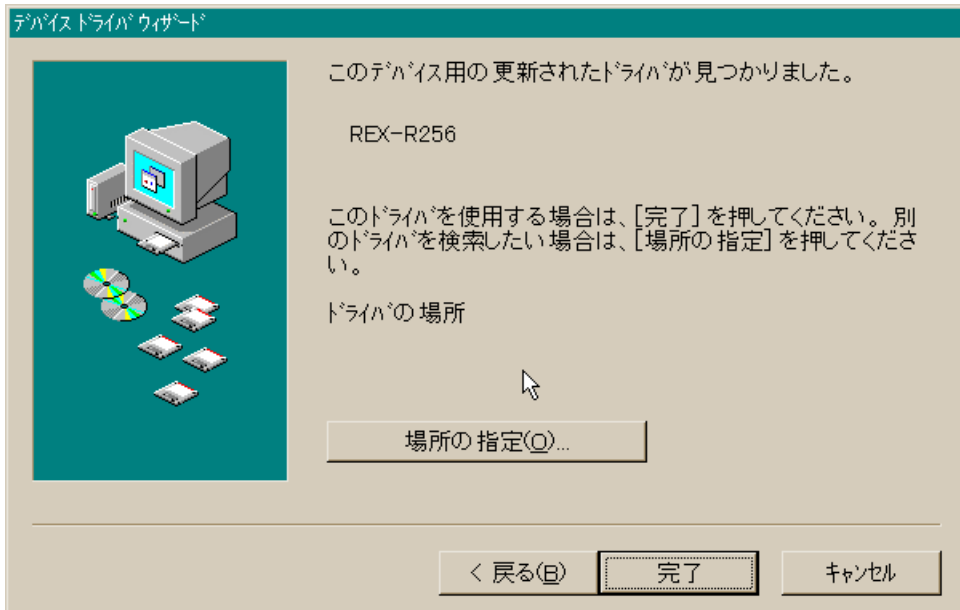 ﾃﾞﾊﾞｲｽ ﾄﾞﾗｲﾊﾞ ｳｨｻﾞｰﾄﾞ
このﾃﾞﾊﾞｲｽ用の更新されたﾄﾞﾗｲﾊﾞが見つかりました。
REX-R256
このﾄﾞﾗｲﾊﾞを使用する場合は、[完了]を押してください。別
のﾄﾞﾗｲﾊﾞを検索したい場合は、[場所の指定]を押してくださ
い。
ﾄﾞﾗｲﾊﾞの場所
場所の指定(O)...
< 戻る(B)
完了
ｷｬﾝｾﾙ